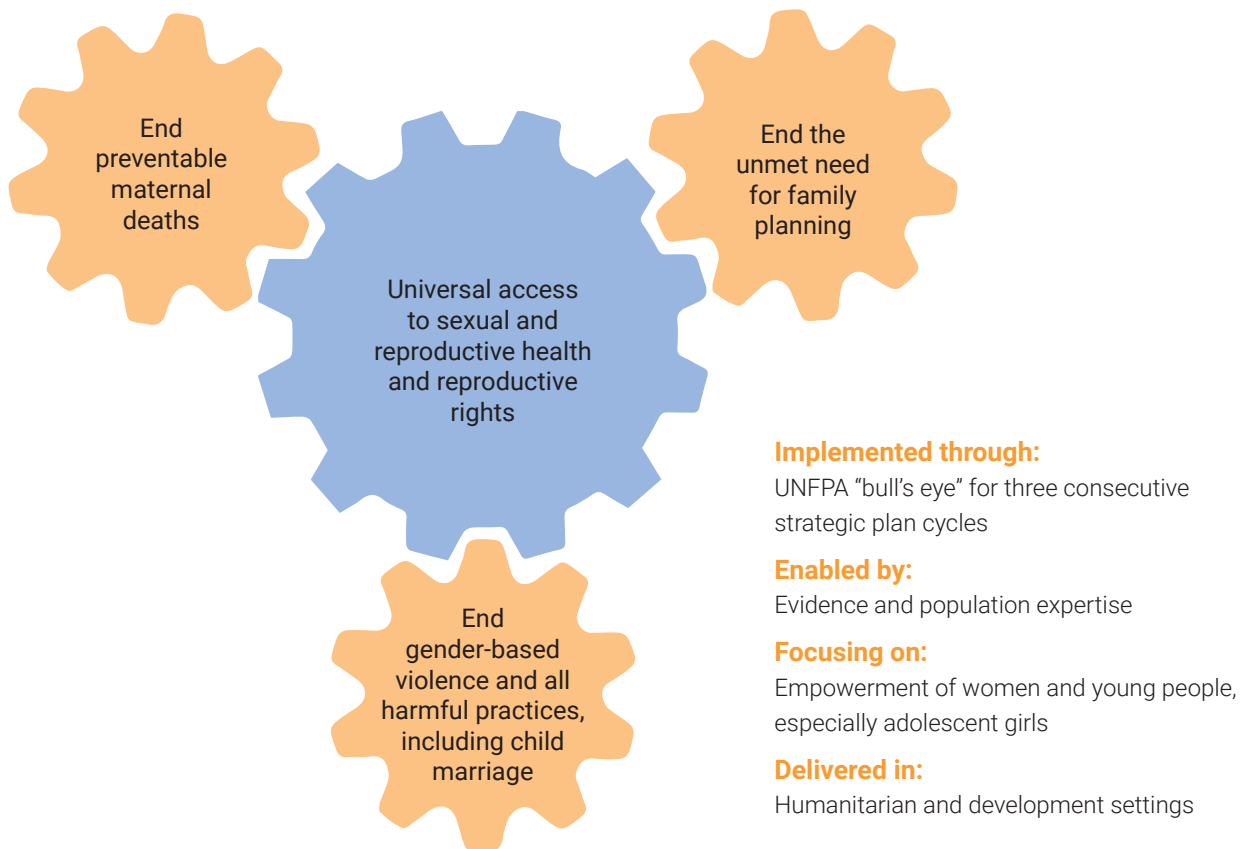 End
preventable
maternal
deaths
End the
unmet need
for family
planning
Universal access
to sexual and
reproductive health
and reproductive
rights
End
gender-based
violence and all
harmful practices,
including child
marriage
Implemented through:
UNFPA “bull’s eye” for three consecutive
strategic plan cycles
Enabled by:
Evidence and population expertise
Focusing on:
Empowerment of women and young people,
especially adolescent girls
Delivered in:
Humanitarian and development settings